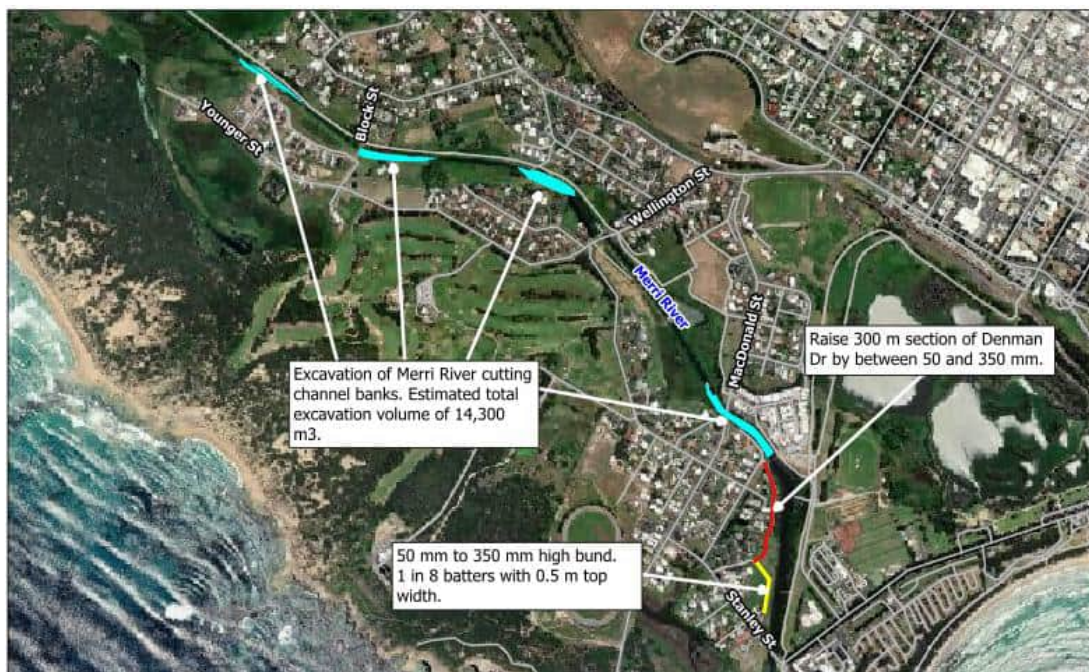 Younger St
Block St
Wellington St
Merri River
MacDonald St
Raise 300 m section of Denman
Dr by between 50 and 350 mm.
Excavation of Merri River cutting
channel banks. Estimated total
excavation volume of 14,300
m3.
50 mm to 350 mm high bund.
1 in 8 batters with 0.5 m top
width.
Stanley St